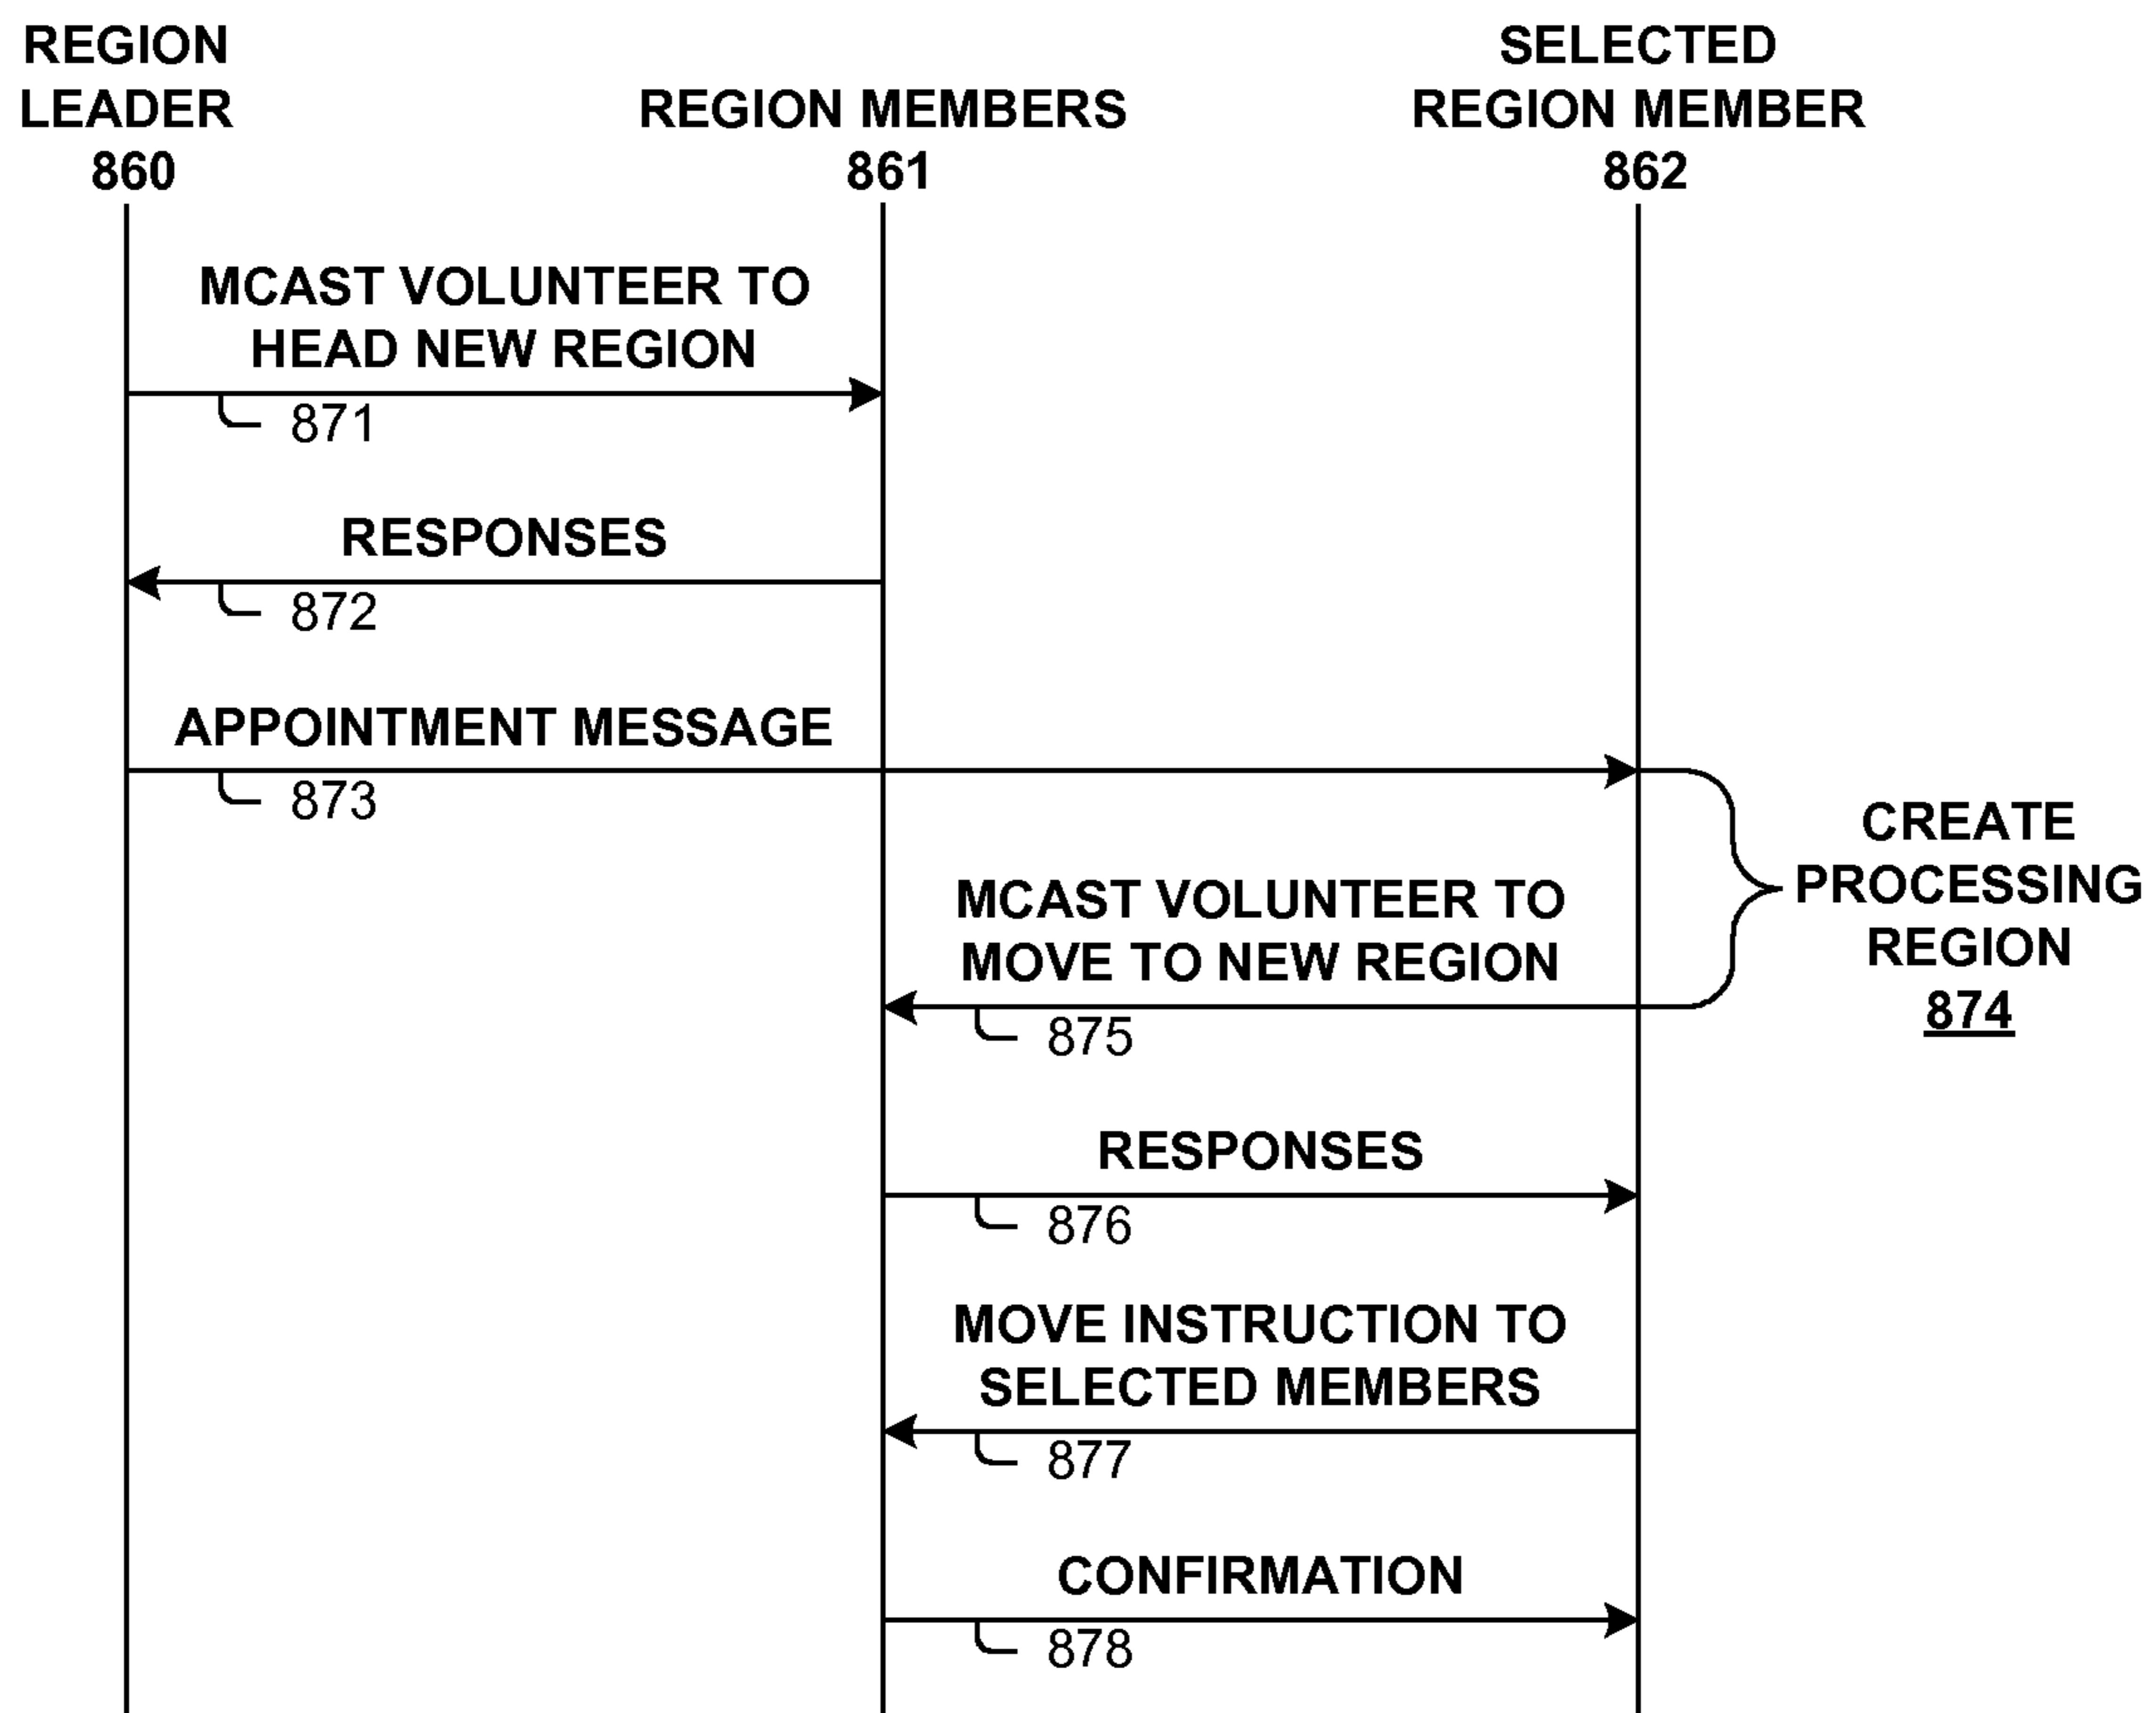 REGION
LEADER
860
REGION MEMBERS
861
SELECTED
REGION MEMBER
862
MCAST VOLUNTEER TO
HEAD NEW REGION
871
RESPONSES
872
APPOINTMENT MESSAGE
873
CREATE
PROCESSING
REGION
874
MCAST VOLUNTEER TO
MOVE TO NEW REGION
875
RESPONSES
876
MOVE INSTRUCTION TO
SELECTED MEMBERS
877
CONFIRMATION
878